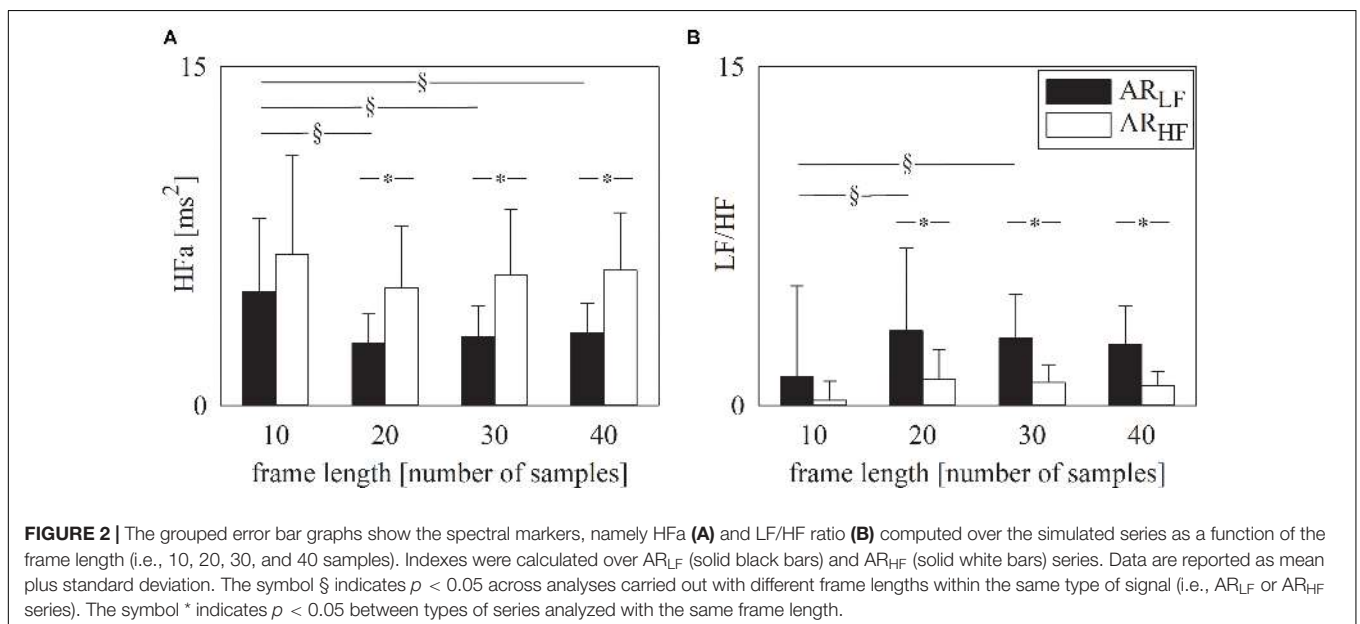 A
B
15
15
§
§
§
§
§
*
*
*
*
*
*
AR_LF
AR_HF
HFa [ms²]
LF/HF
0
0
10 20 30 40
10 20 30 40
frame length [number of samples]
frame length [number of samples]
FIGURE 2 | The grouped error bar graphs show the spectral markers, namely HFa (A) and LF/HF ratio (B) computed over the simulated series as a function of the
frame length (i.e., 10, 20, 30, and 40 samples). Indexes were calculated over AR_LF (solid black bars) and AR_HF (solid white bars) series. Data are reported as mean
plus standard deviation. The symbol § indicates p < 0.05 across analyses carried out with different frame lengths within the same type of signal (i.e., AR_LF or AR_HF
series). The symbol * indicates p < 0.05 between types of series analyzed with the same frame length.